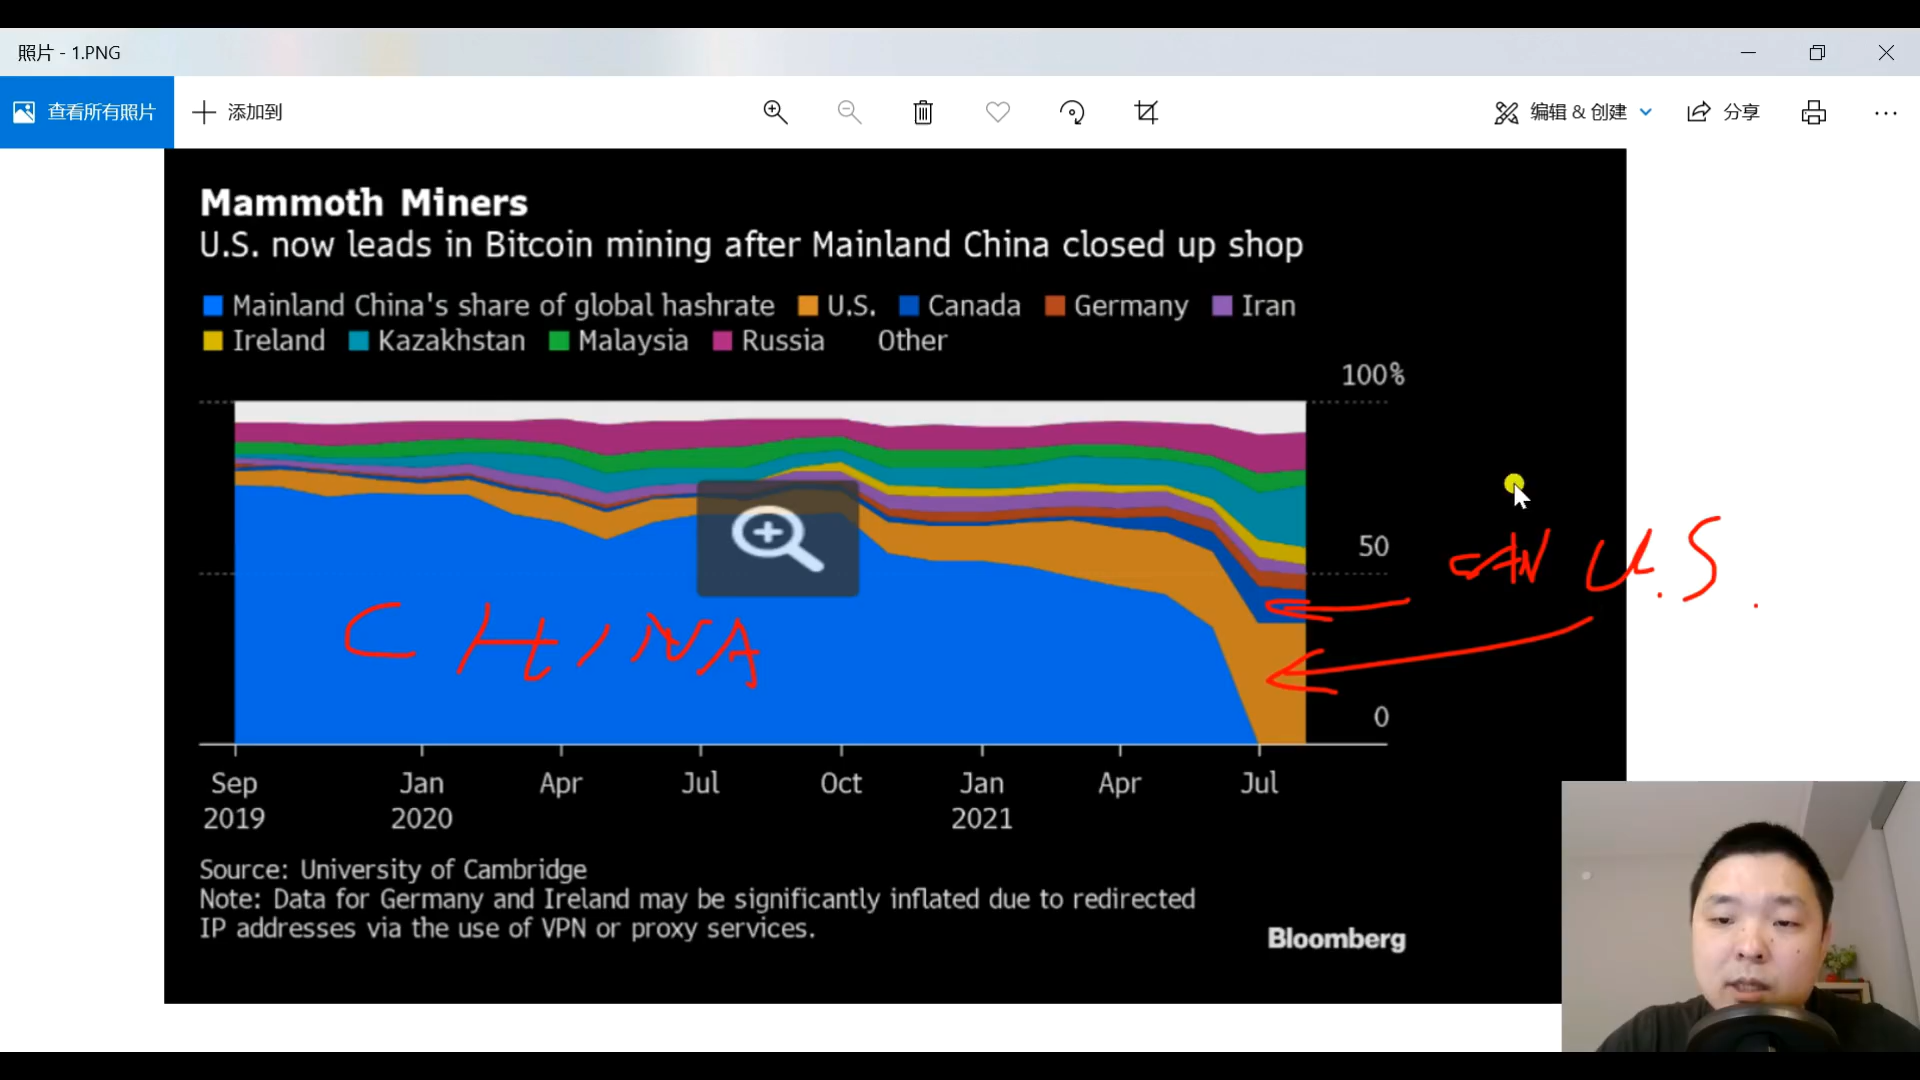 照片 - 1.PNG
查看所有照片 添加到 编辑 & 创建 分享
Mammoth Miners
U.S. now leads in Bitcoin mining after Mainland China closed up shop
Mainland China's share of global hashrate U.S. Canada Germany Iran
Ireland Kazakhstan Malaysia Russia Other
100%
50
CAN U.S.
CHINA
0
Sep Jan Apr Jul Oct Jan Apr Jul
2019 2020 2021
Source: University of Cambridge
Note: Data for Germany and Ireland may be significantly inflated due to redirected
IP addresses via the use of VPN or proxy services.
Bloomberg